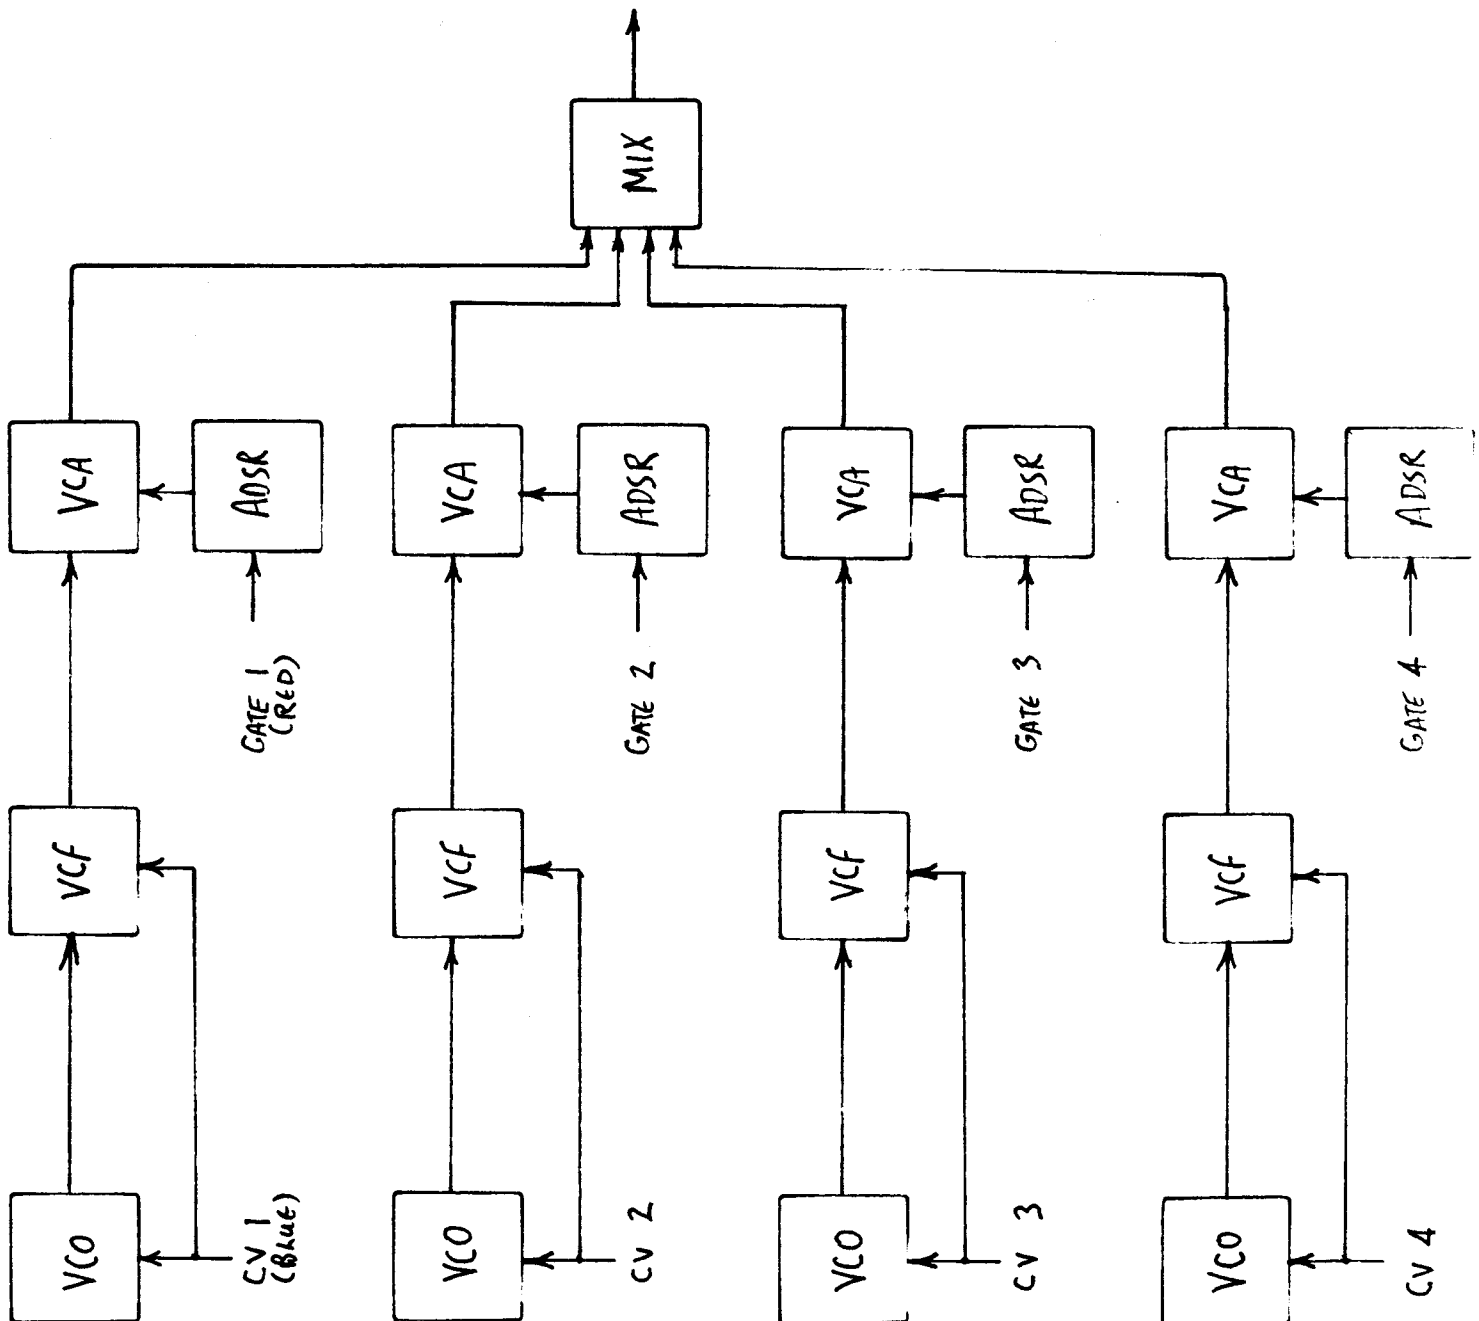 MIX
VCA
ADSR
VCA
ADSR
VCA
ADSR
VCA
ADSR
GATE 1
(RED)
GATE 2
GATE 3
GATE 4
VCF
VCF
VCF
VCF
VCO
CV 1
(BLUE)
VCO
CV 2
VCO
CV 3
VCO
CV 4